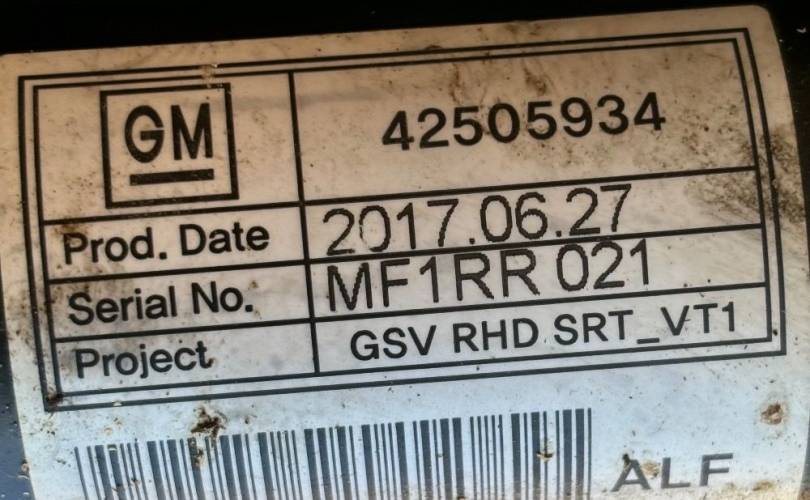 GM 42505934
Prod. Date 2017.06.27
Serial No. MF1RR 021
Project GSV RHD SRT_VT1
ALF